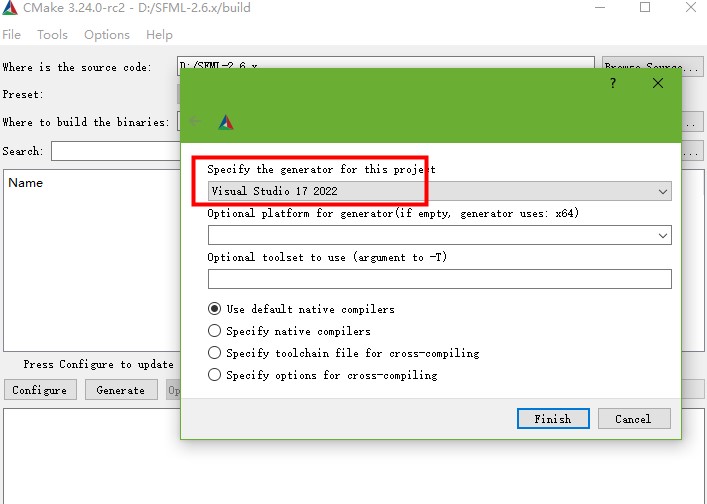 CMake 3.24.0-rc2 - D:/SFML-2.6.x/build
File Tools Options Help
Where is the source code: D:/SFML-2.6.x Browse Source...
Preset:
Where to build the binaries: ...
Search:
Name
?
Specify the generator for this project
Visual Studio 17 2022
Optional platform for generator(if empty, generator uses: x64)
Optional toolset to use (argument to -T)
Use default native compilers
Specify native compilers
Specify toolchain file for cross-compiling
Specify options for cross-compiling
Press Configure to update
Configure Generate Op
Finish Cancel